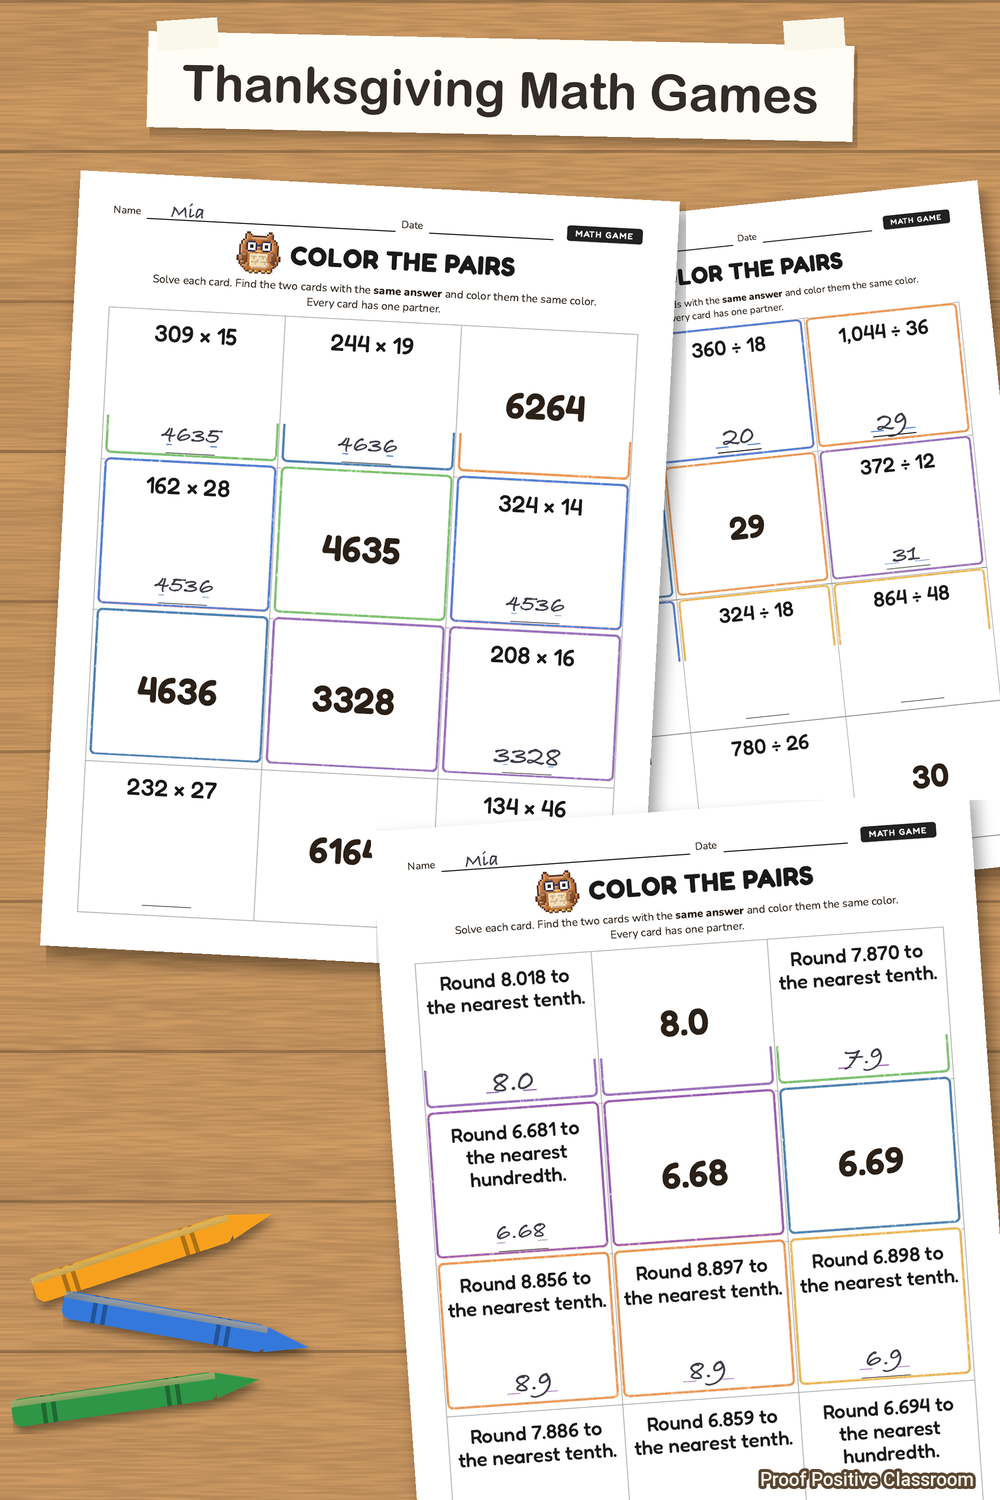 Thanksgiving Math Games
Name Mia Date MATH GAME
COLOR THE PAIRS
Solve each card. Find the two cards with the same answer and color them the same color.
Every card has one partner.
309 × 15
4635
244 × 19
4636
6264
162 × 28
4536
4635
324 × 14
4536
4636
3328
208 × 16
3328
232 × 27
6164
134 × 46
Date MATH GAME
LOR THE PAIRS
with the same answer and color them the same color.
very card has one partner.
360 ÷ 18
20
1,044 ÷ 36
29
29
372 ÷ 12
31
324 ÷ 18
864 ÷ 48
780 ÷ 26
30
Name Mia Date MATH GAME
COLOR THE PAIRS
Solve each card. Find the two cards with the same answer and color them the same color.
Every card has one partner.
Round 8.018 to
the nearest tenth.
8.0
8.0
Round 7.870 to
the nearest tenth.
7.9
Round 6.681 to
the nearest
hundredth.
6.68
6.68
6.69
Round 8.856 to
the nearest tenth.
8.9
Round 8.897 to
the nearest tenth.
8.9
Round 6.898 to
the nearest tenth.
6.9
Round 7.886 to
the nearest tenth.
Round 6.859 to
the nearest tenth.
Round 6.694 to
the nearest
hundredth.
Proof Positive Classroom